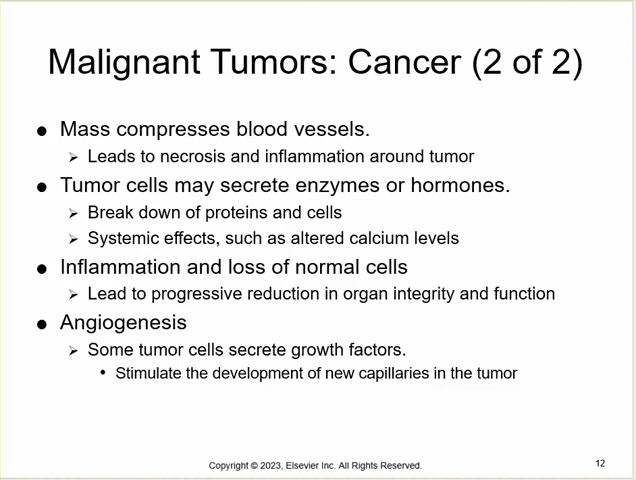 Malignant Tumors: Cancer (2 of 2)
● Mass compresses blood vessels.
➢ Leads to necrosis and inflammation around tumor
● Tumor cells may secrete enzymes or hormones.
➢ Break down of proteins and cells
➢ Systemic effects, such as altered calcium levels
● Inflammation and loss of normal cells
➢ Lead to progressive reduction in organ integrity and function
● Angiogenesis
➢ Some tumor cells secrete growth factors.
• Stimulate the development of new capillaries in the tumor
Copyright © 2023, Elsevier Inc. All Rights Reserved.
12